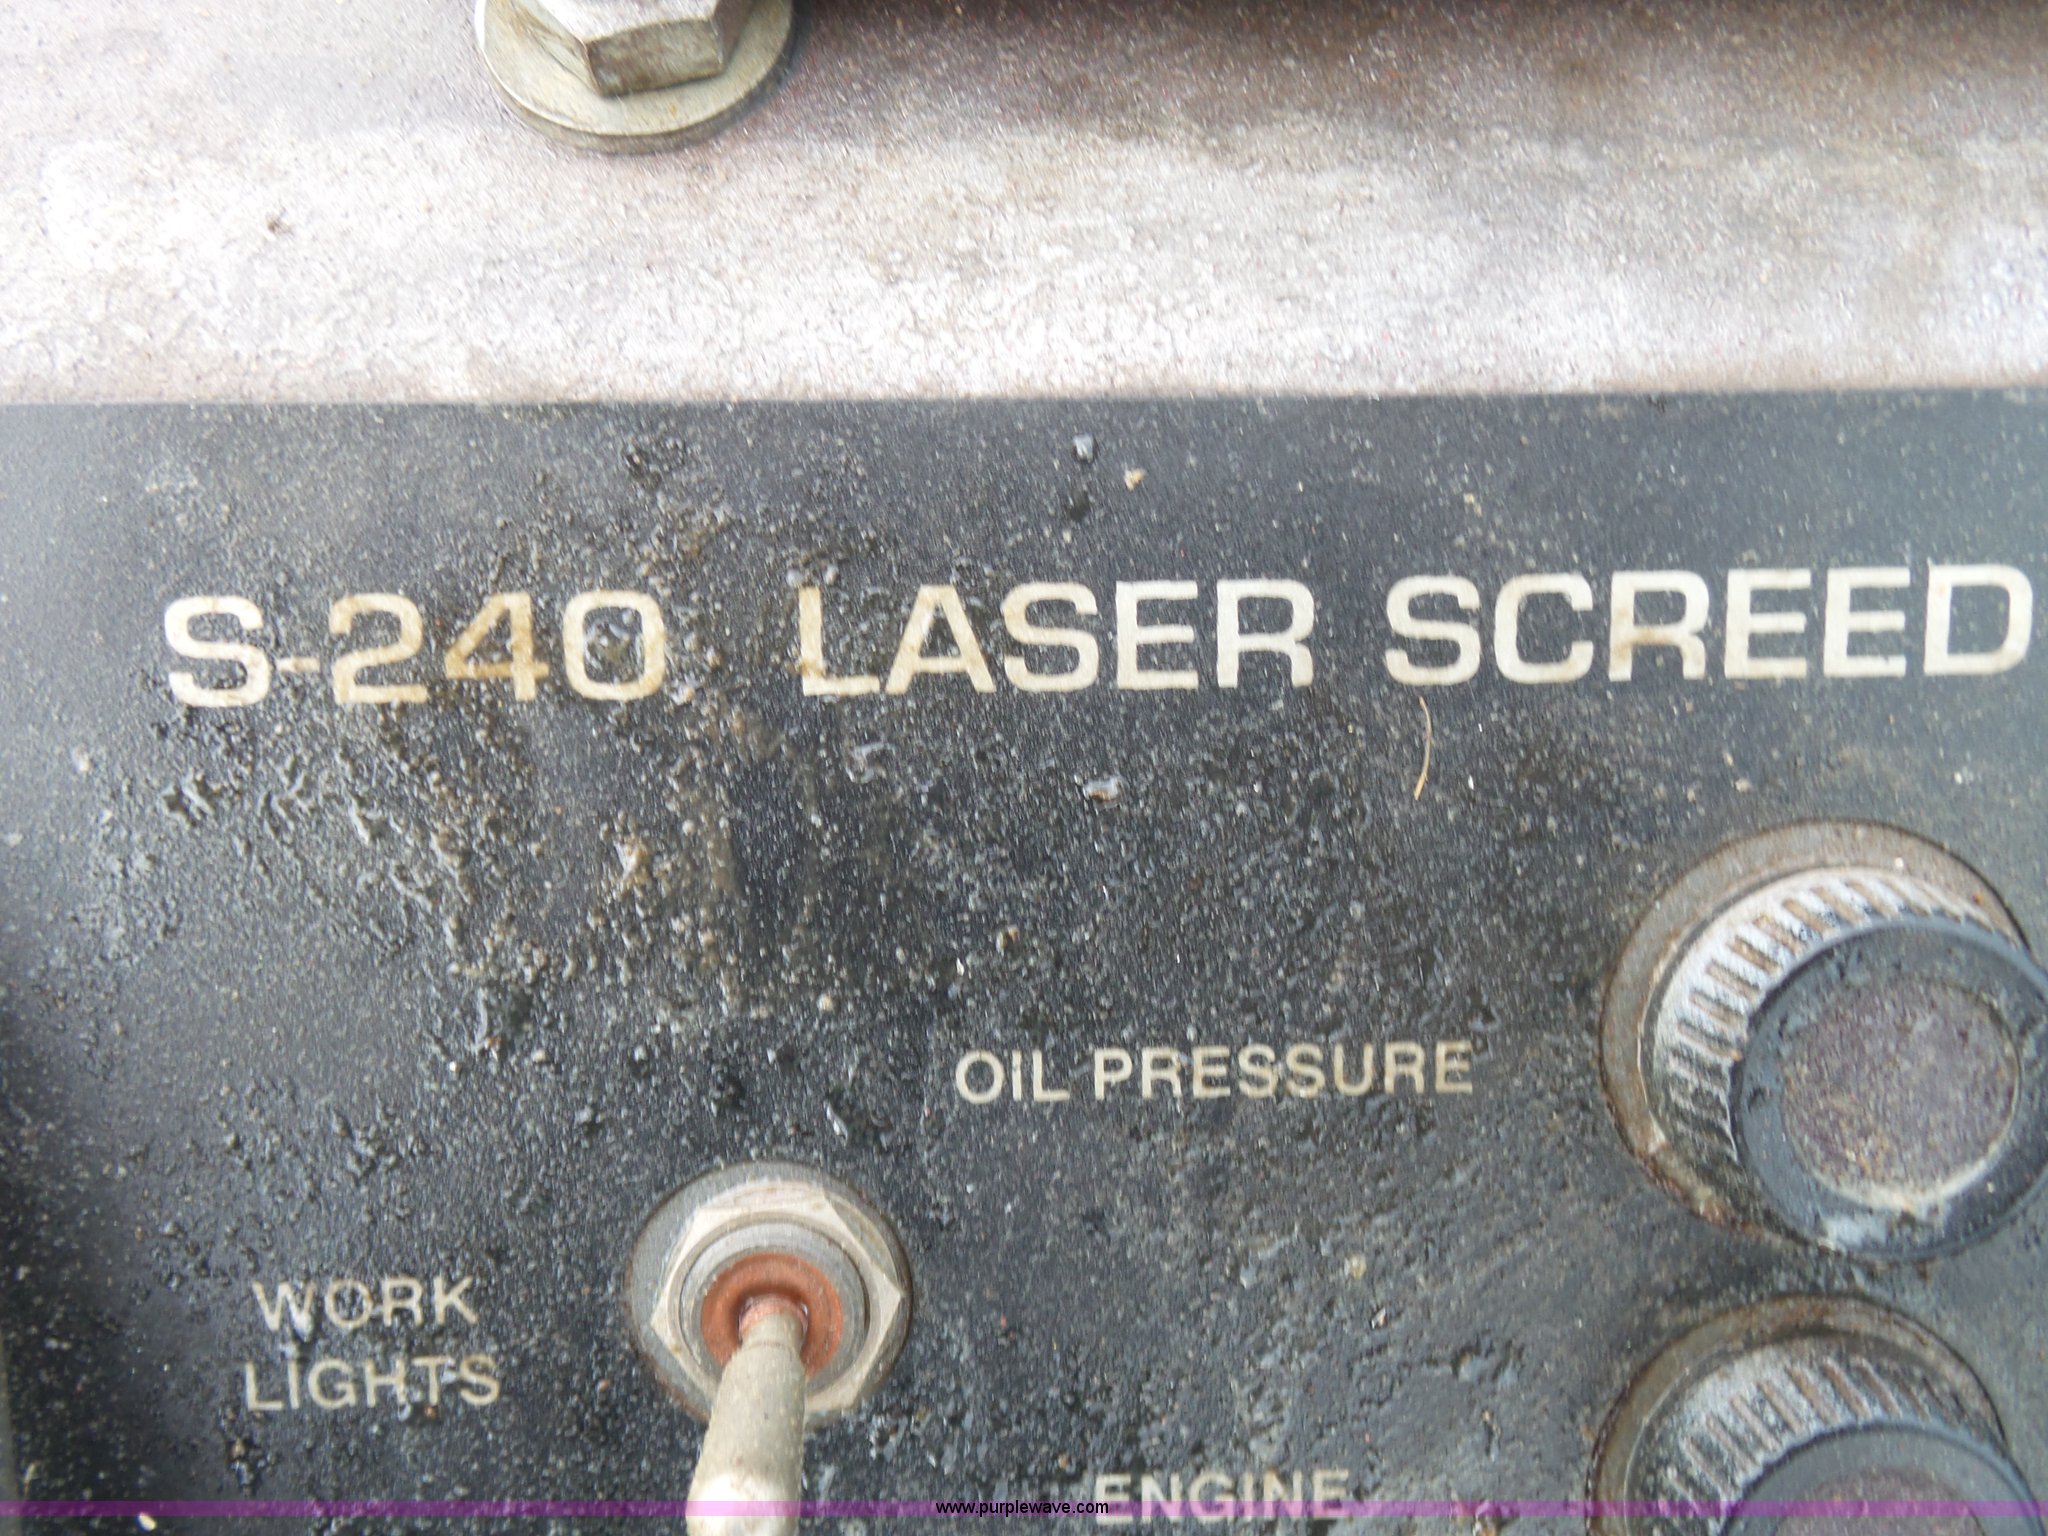 S-240 LASER SCREED
OIL PRESSURE
WORK
LIGHTS
ENGINE
www.purplewave.com